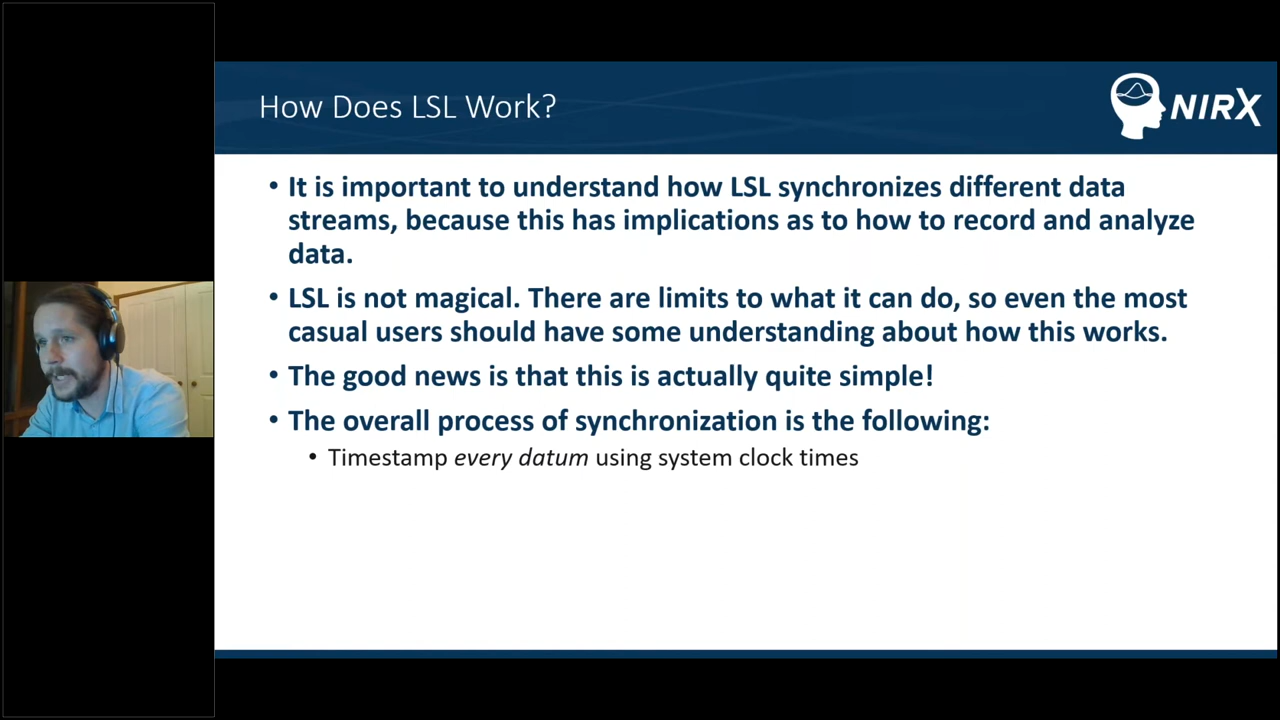 How Does LSL Work?
NIRX
• It is important to understand how LSL synchronizes different data
streams, because this has implications as to how to record and analyze
data.
• LSL is not magical. There are limits to what it can do, so even the most
casual users should have some understanding about how this works.
• The good news is that this is actually quite simple!
• The overall process of synchronization is the following:
• Timestamp every datum using system clock times